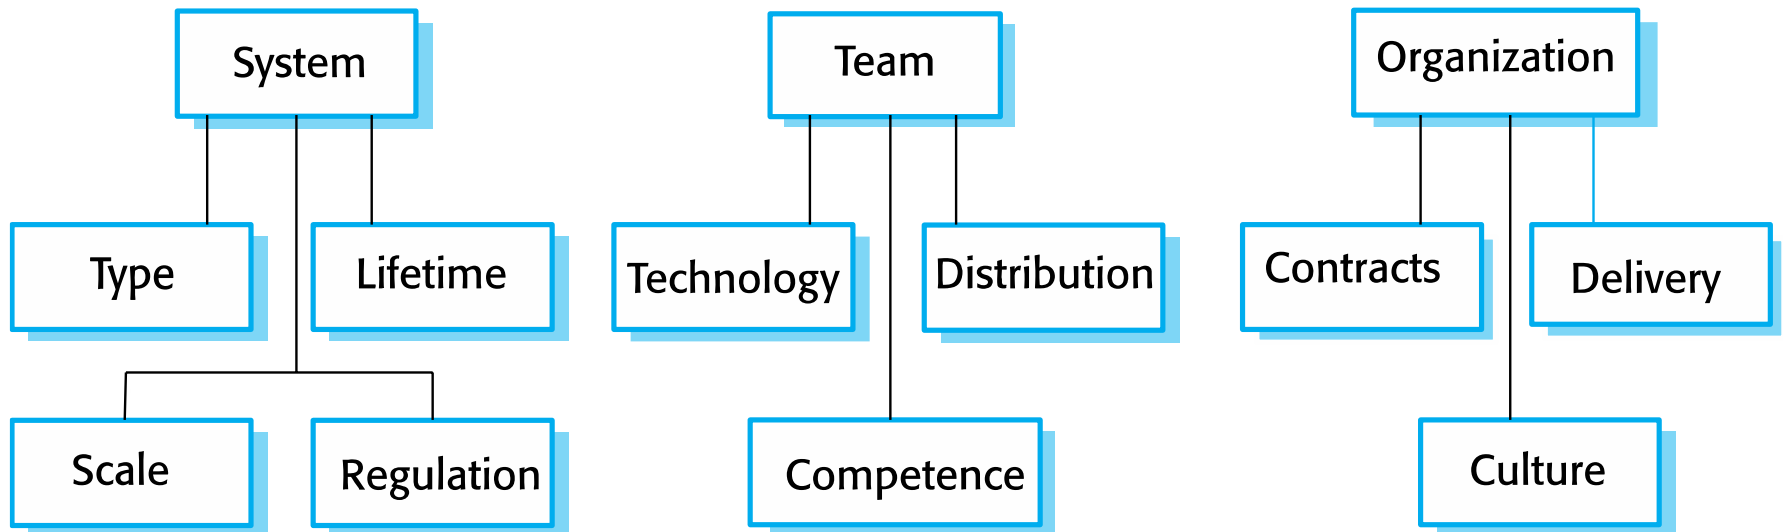 System
Team
Organization
Type
Lifetime
Technology
Distribution
Contracts
Delivery
Scale
Regulation
Competence
Culture